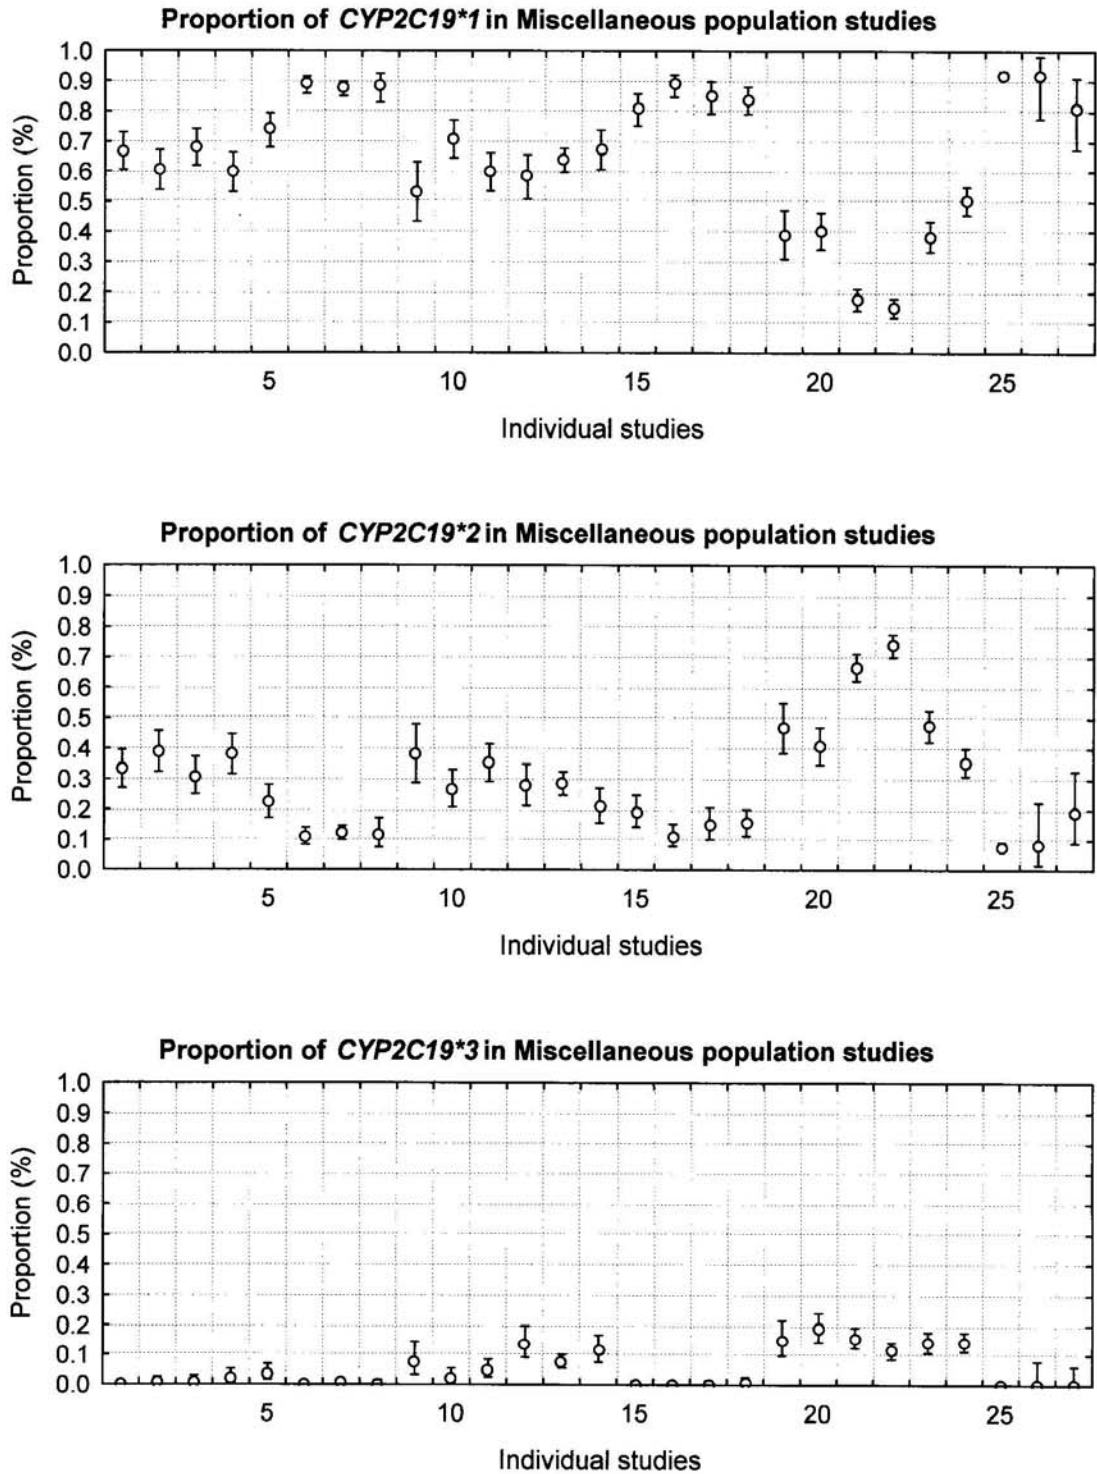 Proportion of CYP2C19*1 in Miscellaneous population studies
1.0
0.9
0.8
0.7
0.6
0.5
0.4
0.3
0.2
0.1
0.0
Proportion (%)
5 10 15 20 25
Individual studies
Proportion of CYP2C19*2 in Miscellaneous population studies
1.0
0.9
0.8
0.7
0.6
0.5
0.4
0.3
0.2
0.1
0.0
Proportion (%)
5 10 15 20 25
Individual studies
Proportion of CYP2C19*3 in Miscellaneous population studies
1.0
0.9
0.8
0.7
0.6
0.5
0.4
0.3
0.2
0.1
0.0
Proportion (%)
5 10 15 20 25
Individual studies